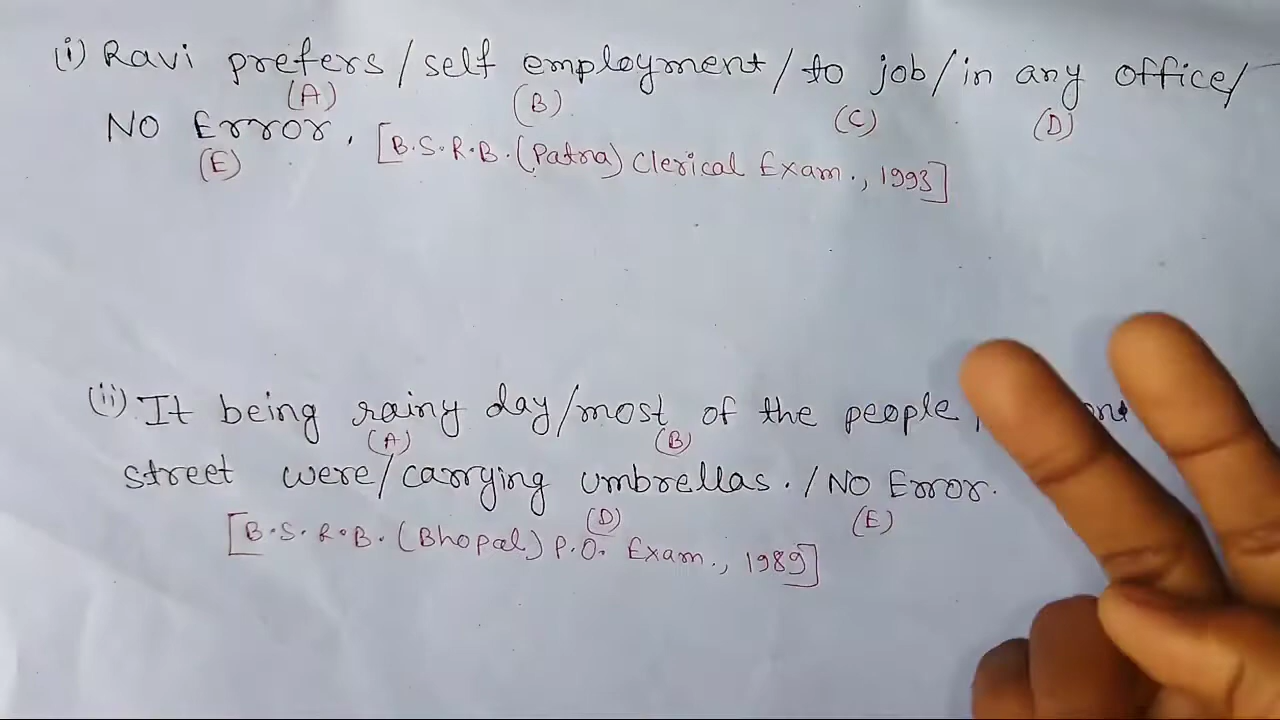 (i) Ravi prefers/self employment/to job/in any office/
(A) (B) (C) (D)
No Error. [B.S.R.B. (Patna) Clerical Exam., 1993]
(E)
(ii) It being rainy day/most of the people
(A) (B)
street were/carrying umbrellas./No Error.
(D) (E)
[B.S.R.B. (Bhopal) P.O. Exam., 1989]